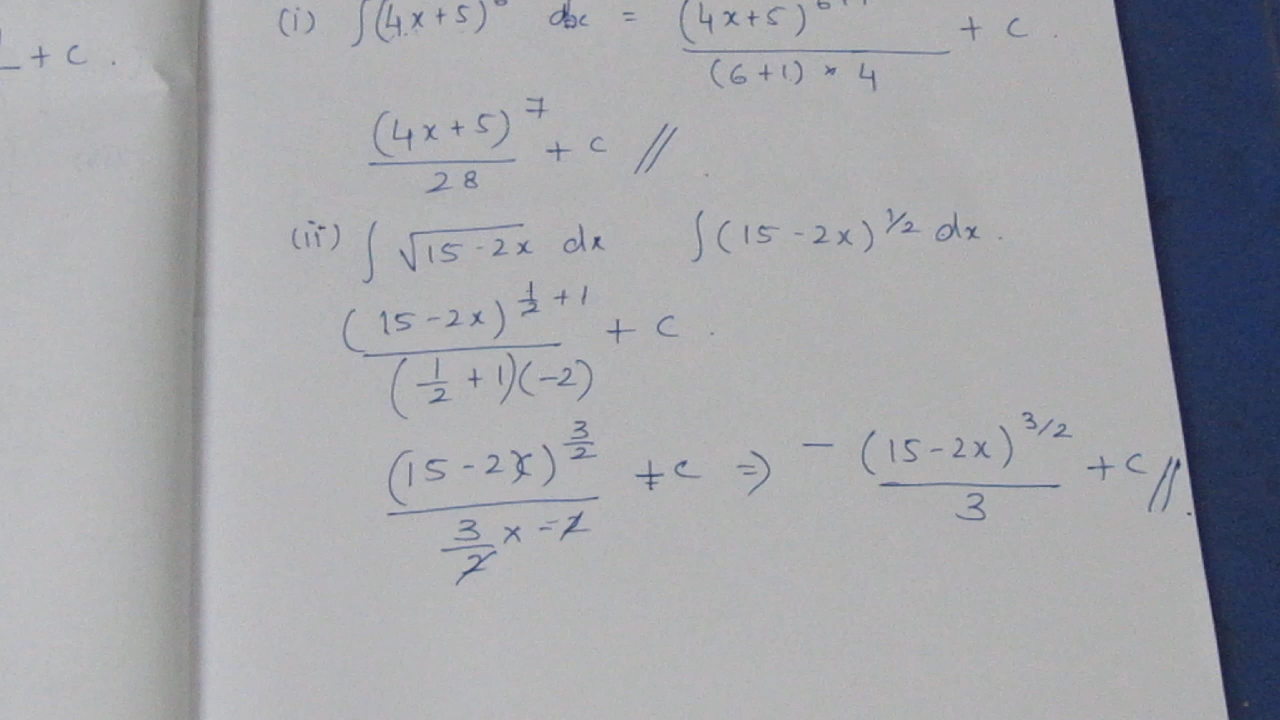 + c .
(i) ∫(4x+5)⁶ dx = (4x+5)⁶⁺¹ / (6+1) × 4 + c .
(4x+5)⁷ / 28 + c //
(ii) ∫ √15-2x dx ∫(15-2x)^1/2 dx.
(15-2x)^(1/2 + 1) / (1/2 + 1)(-2) + c .
(15-2x)^3/2 / 3/2 x -2 + c ⇒ - (15-2x)^3/2 / 3 + c //.